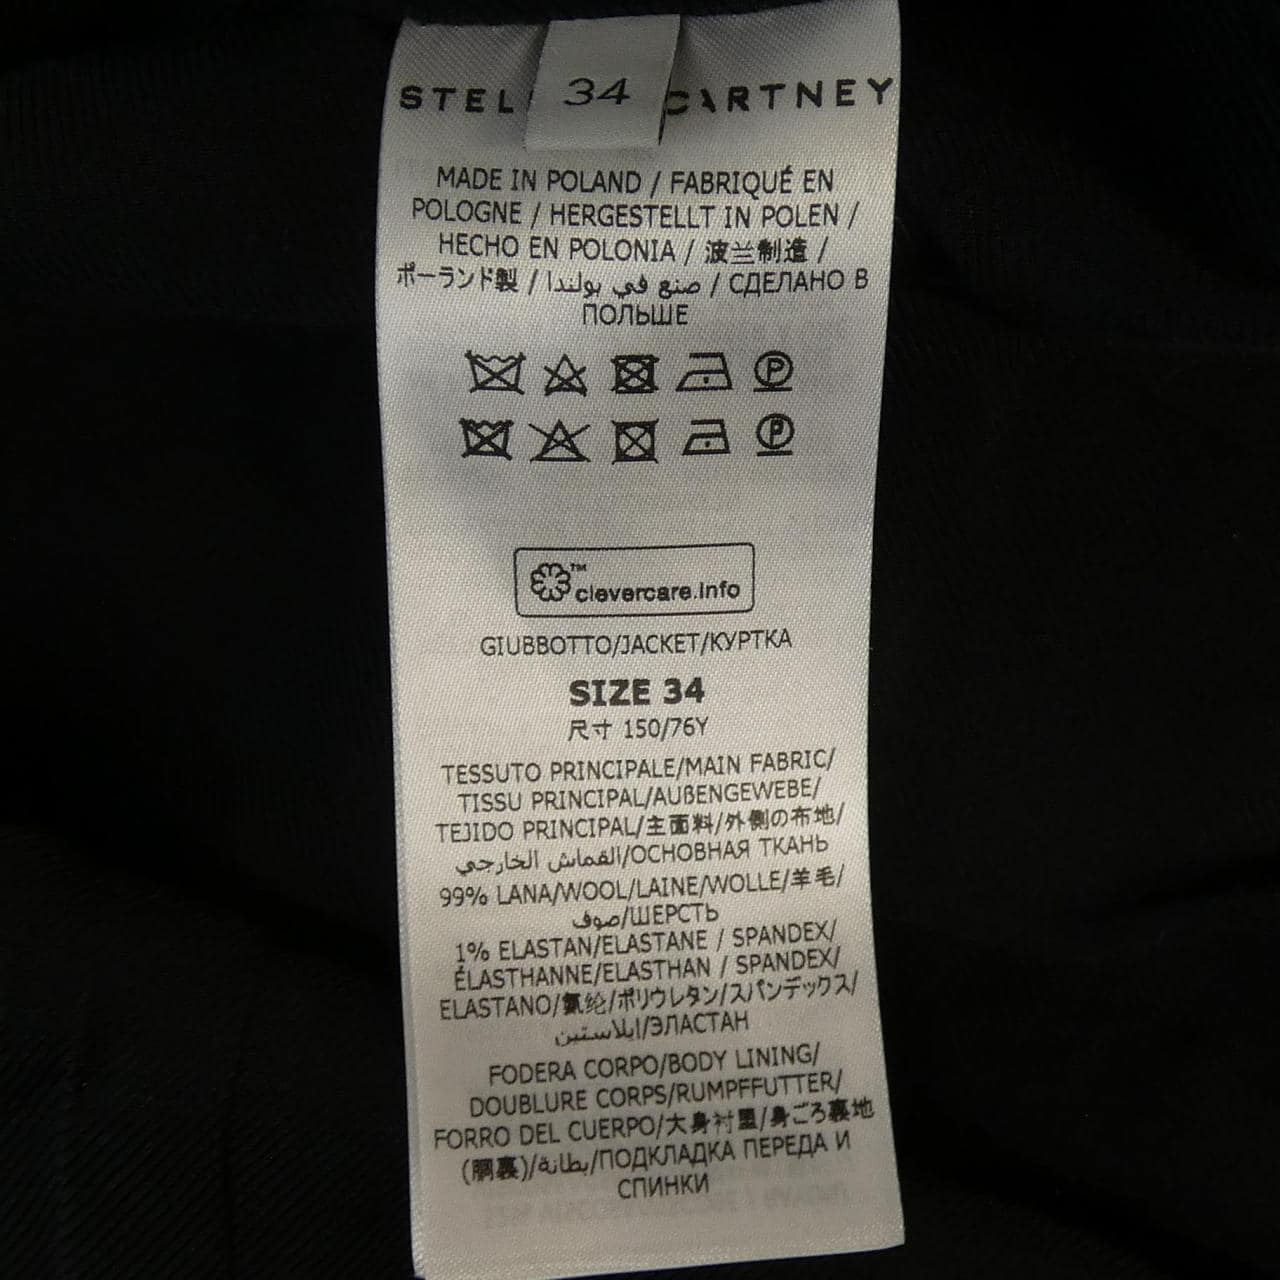 STEL 34 CARTNEY
MADE IN POLAND / FABRIQUÉ EN
POLOGNE / HERGESTELLT IN POLEN /
HECHO EN POLONIA / 波兰制造 /
ポーランド製 / صنع في بولندا / СДЕЛАНО В
ПОЛЬШЕ
P
P
™
clevercare.info
GIUBBOTTO/JACKET/КУРТКА
SIZE 34
尺寸 150/76Y
TESSUTO PRINCIPALE/MAIN FABRIC/
TISSU PRINCIPAL/AUßENGEWEBE/
TEJIDO PRINCIPAL/主面料/外側の布地/
القماش الخارجي/ОСНОВНАЯ ТКАНЬ
99% LANA/WOOL/LAINE/WOLLE/羊毛/
صوف/ШЕРСТЬ
1% ELASTAN/ELASTANE / SPANDEX/
ÉLASTHANNE/ELASTHAN / SPANDEX/
ELASTANO/氨纶/ポリウレタン/スパンデックス/
إيلاستين/ЭЛАСТАН
FODERA CORPO/BODY LINING/
DOUBLURE CORPS/RUMPFFUTTER/
FORRO DEL CUERPO/大身衬里/身ごろ裏地
(胴裏)/بطانة/ПОДКЛАДКА ПЕРЕДА И
СПИНКИ